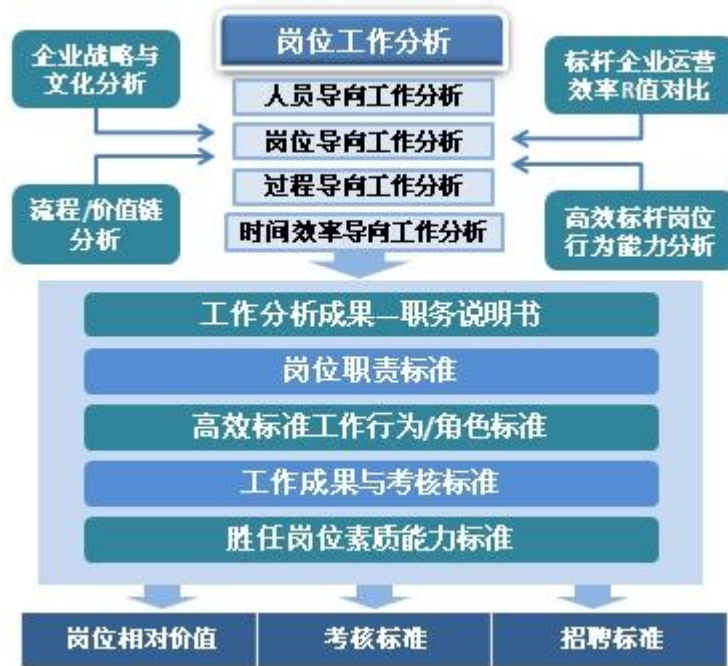 岗位工作分析
企业战略与
文化分析
标杆企业运营
效率R值对比
人员导向工作分析
岗位导向工作分析
过程导向工作分析
时间效率导向工作分析
流程/价值链
分析
高效标杆岗位
行为能力分析
工作分析成果—职务说明书
岗位职责标准
高效标准工作行为/角色标准
工作成果与考核标准
胜任岗位素质能力标准
岗位相对价值
考核标准
招聘标准